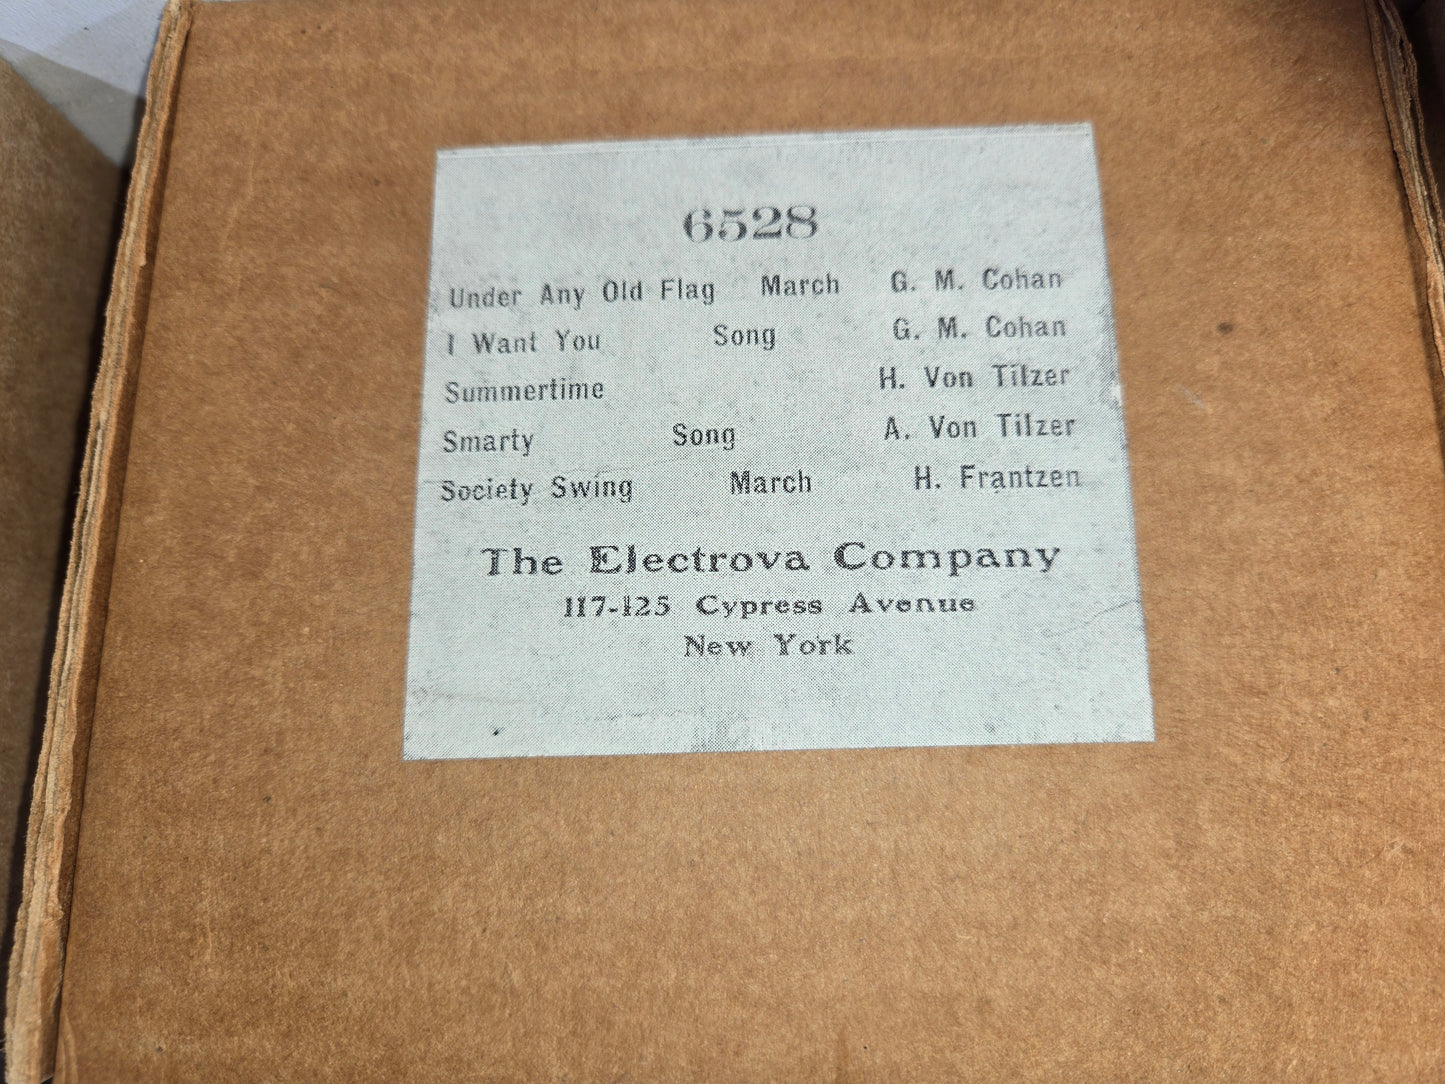 6528
Under Any Old Flag March G. M. Cohan
I Want You Song G. M. Cohan
Summertime H. Von Tilzer
Smarty Song A. Von Tilzer
Society Swing March H. Frantzen
The Electrova Company
117-125 Cypress Avenue
New York